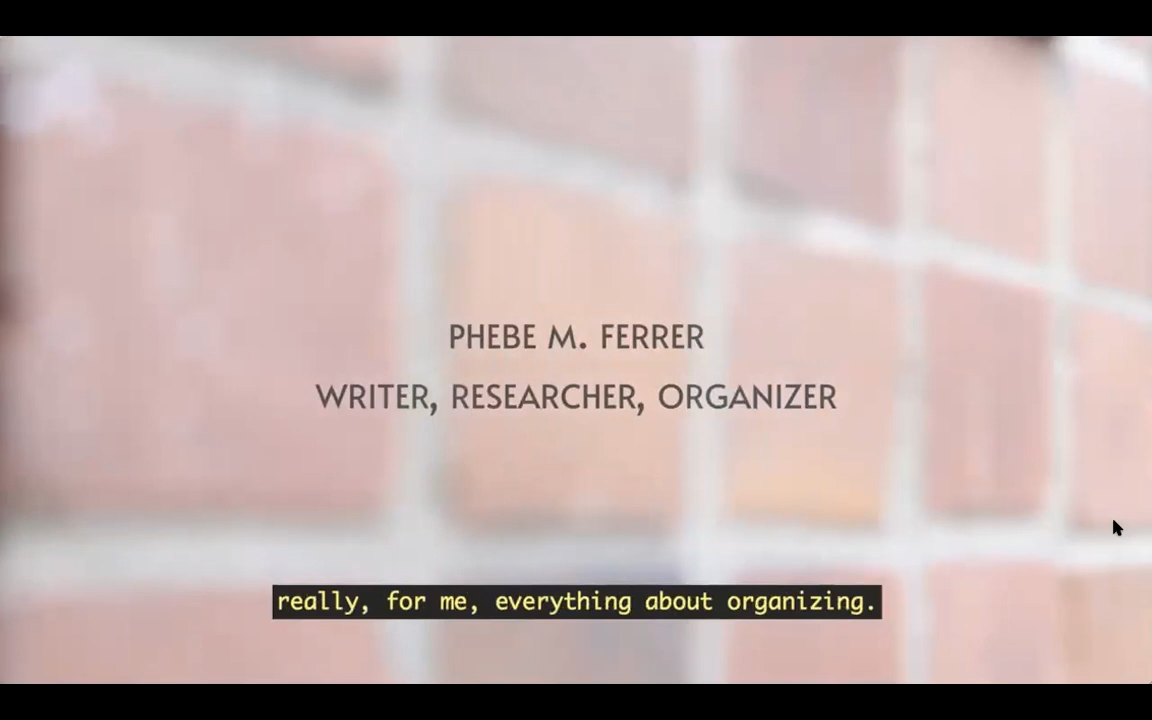 PHEBE M. FERRER
WRITER, RESEARCHER, ORGANIZER
really, for me, everything about organizing.